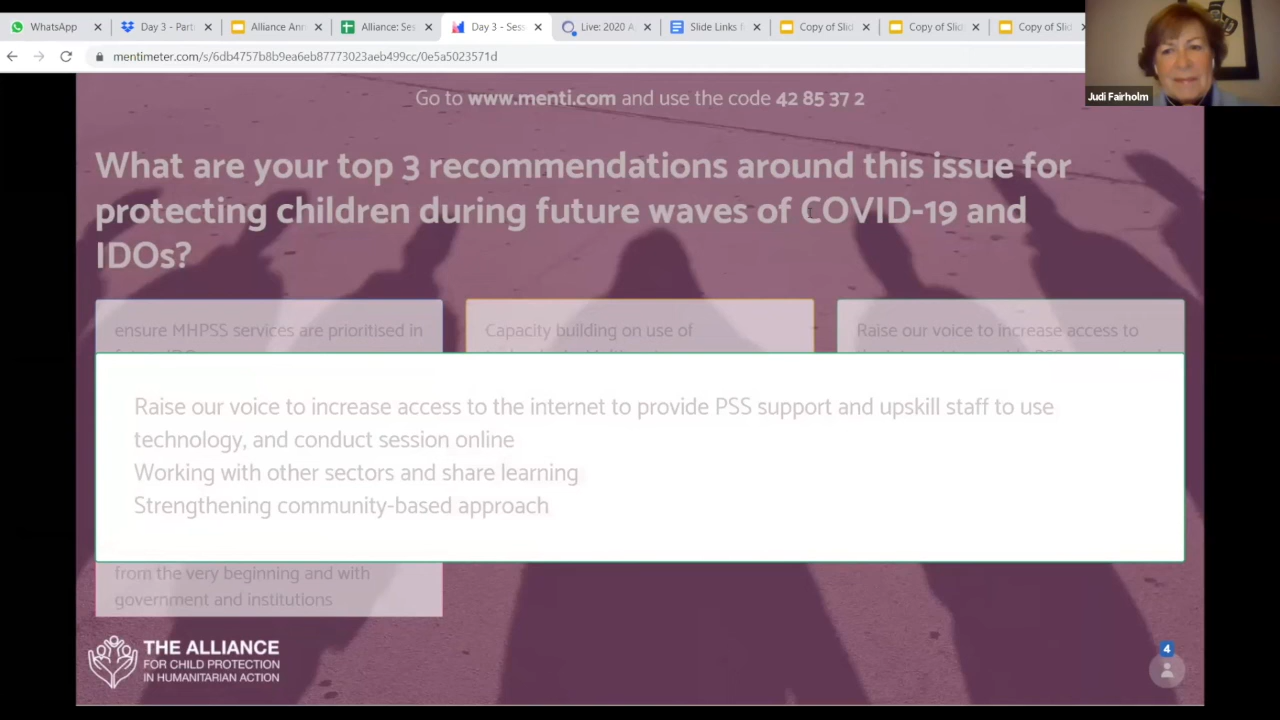 WhatsApp
Day 3 - Part
Alliance Ann
Alliance: Ses
Day 3 - Sess
Live: 2020 A
Slide Links f
Copy of Slid
Copy of Slid
Copy of Slid
mentimeter.com/s/6db4757b8b9ea6eb87773023aeb499cc/0e5a5023571d
Judi Fairholm
Go to www.menti.com and use the code 42 85 37 2
What are your top 3 recommendations around this issue for
protecting children during future waves of COVID-19 and
IDOs?
ensure MHPSS services are prioritised in
Capacity building on use of
Raise our voice to increase access to
Raise our voice to increase access to the internet to provide PSS support and upskill staff to use
technology, and conduct session online
Working with other sectors and share learning
Strengthening community-based approach
from the very beginning and with
government and institutions
THE ALLIANCE
FOR CHILD PROTECTION
IN HUMANITARIAN ACTION
4